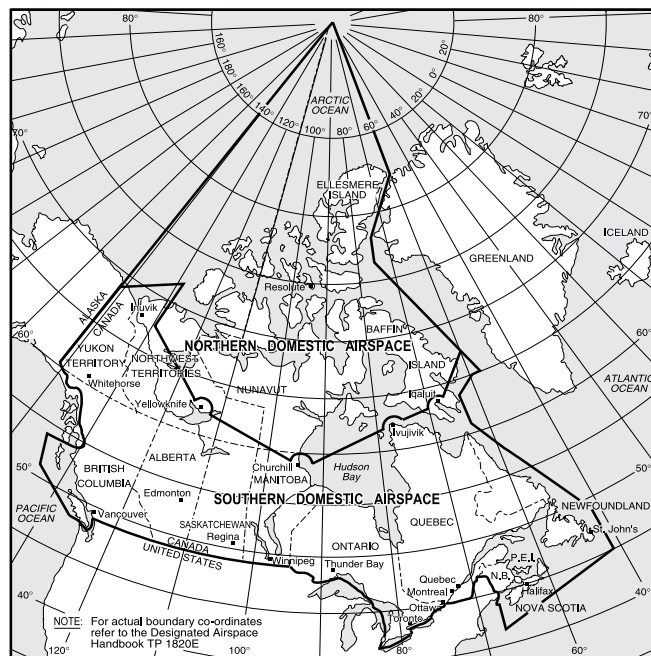 80°
80°
160°
160°
180°
160°
140°
120°
100°
80°
60°
40°
20°
0°
ARCTIC
OCEAN
70°
70°
ELLESMERE
ISLAND
ICELAND
GREENLAND
Resolute
ALASKA
CANADA
Inuvik
BAFFIN
ISLAND
60°
60°
NORTHERN DOMESTIC AIRSPACE
YUKON
TERRITORY
NORTHWEST
TERRITORIES
Whitehorse
NUNAVUT
Iqaluit
ATLANTIC
OCEAN
Yellowknife
Ivujivik
50°
50°
ALBERTA
Churchill
MANITOBA
Hudson
Bay
BRITISH
COLUMBIA
Edmonton
SOUTHERN DOMESTIC AIRSPACE
PACIFIC
OCEAN
Vancouver
NEWFOUNDLAND
St. John's
SASKATCHEWAN
Regina
QUEBEC
CANADA
UNITED STATES
ONTARIO
Winnipeg
Thunder Bay
P.E.I.
N.B.
Quebec
Montreal
Ottawa
Toronto
Halifax
NOVA SCOTIA
40°
40°
NOTE: For actual boundary co-ordinates
refer to the Designated Airspace
Handbook TP 1820E
120°
100°
80°
60°